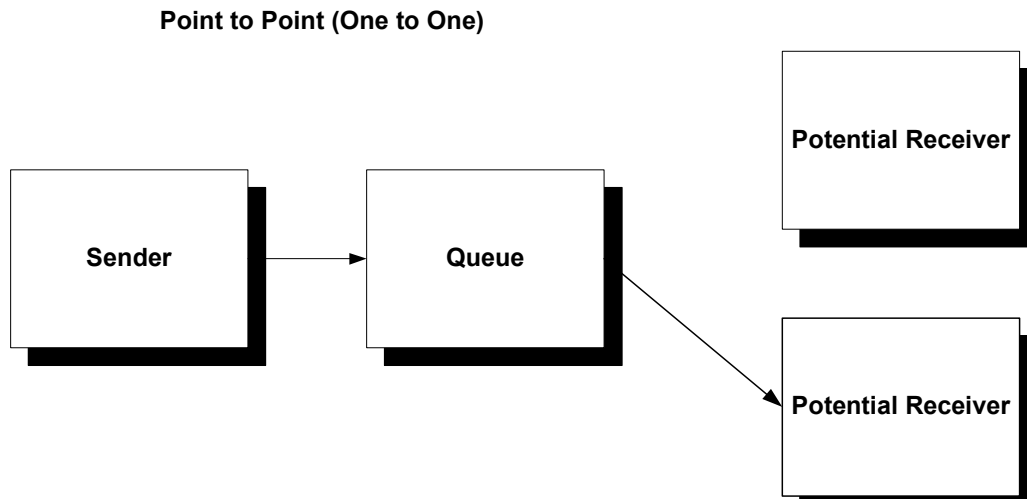 Point to Point (One to One)
Potential Receiver
Sender
Queue
Potential Receiver